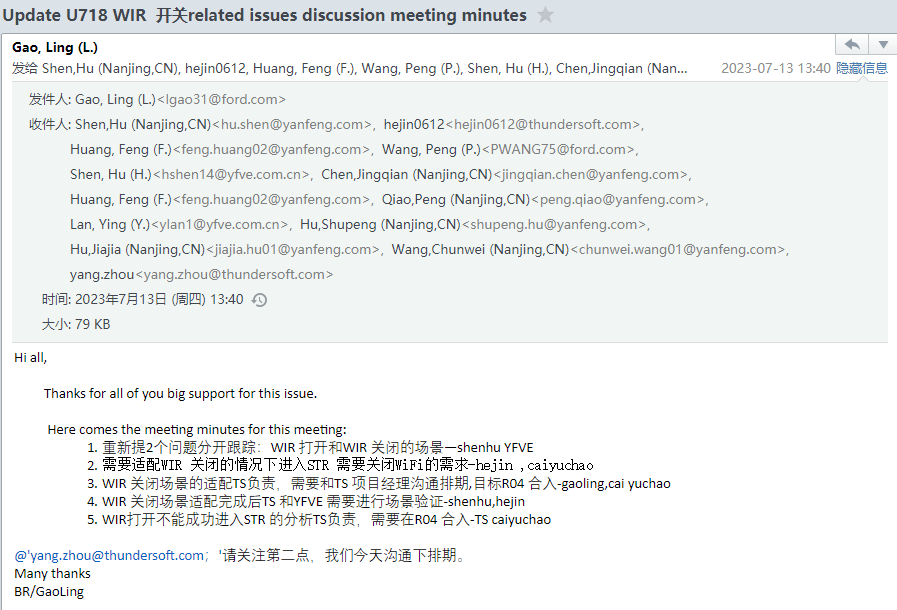 Update U718 WIR 开关related issues discussion meeting minutes
Gao, Ling (L.)
发给 Shen,Hu (Nanjing,CN), hejin0612, Huang, Feng (F.), Wang, Peng (P.), Shen, Hu (H.), Chen,Jingqian (Nan... 2023-07-13 13:40 隐藏信息
发件人: Gao, Ling (L.)<lgao31@ford.com>
收件人: Shen,Hu (Nanjing,CN)<hu.shen@yanfeng.com>, hejin0612<hejin0612@thundersoft.com>,
Huang, Feng (F.)<feng.huang02@yanfeng.com>, Wang, Peng (P.)<PWANG75@ford.com>,
Shen, Hu (H.)<hshen14@yfve.com.cn>, Chen,Jingqian (Nanjing,CN)<jingqian.chen@yanfeng.com>,
Huang, Feng (F.)<feng.huang02@yanfeng.com>, Qiao,Peng (Nanjing,CN)<peng.qiao@yanfeng.com>,
Lan, Ying (Y.)<ylan1@yfve.com.cn>, Hu,Shupeng (Nanjing,CN)<shupeng.hu@yanfeng.com>,
Hu,Jiajia (Nanjing,CN)<jiajia.hu01@yanfeng.com>, Wang,Chunwei (Nanjing,CN)<chunwei.wang01@yanfeng.com>,
yang.zhou<yang.zhou@thundersoft.com>
时间: 2023年7月13日 (周四) 13:40
大小: 79 KB
Hi all,
Thanks for all of you big support for this issue.
Here comes the meeting minutes for this meeting:
1. 重新提2个问题分开跟踪：WIR 打开和WIR 关闭的场景—shenhu YFVE
2. 需要适配WIR 关闭的情况下进入STR 需要关闭WiFi的需求-hejin ,caiyuchao
3. WIR 关闭场景的适配TS负责，需要和TS 项目经理沟通排期,目标R04 合入-gaoling,cai yuchao
4. WIR 关闭场景适配完成后TS 和YFVE 需要进行场景验证-shenhu,hejin
5. WIR打开不能成功进入STR 的分析TS负责，需要在R04 合入-TS caiyuchao
@'yang.zhou@thundersoft.com；'请关注第二点，我们今天沟通下排期。
Many thanks
BR/GaoLing